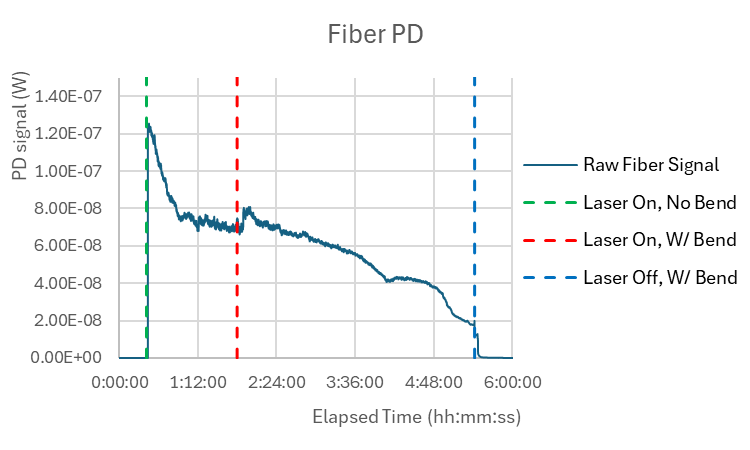 Fiber PD
PD signal (W)
1.40E-07
1.20E-07
1.00E-07
8.00E-08
6.00E-08
4.00E-08
2.00E-08
0.00E+00
0:00:00 1:12:00 2:24:00 3:36:00 4:48:00 6:00:00
Elapsed Time (hh:mm:ss)
Raw Fiber Signal
Laser On, No Bend
Laser On, W/ Bend
Laser Off, W/ Bend